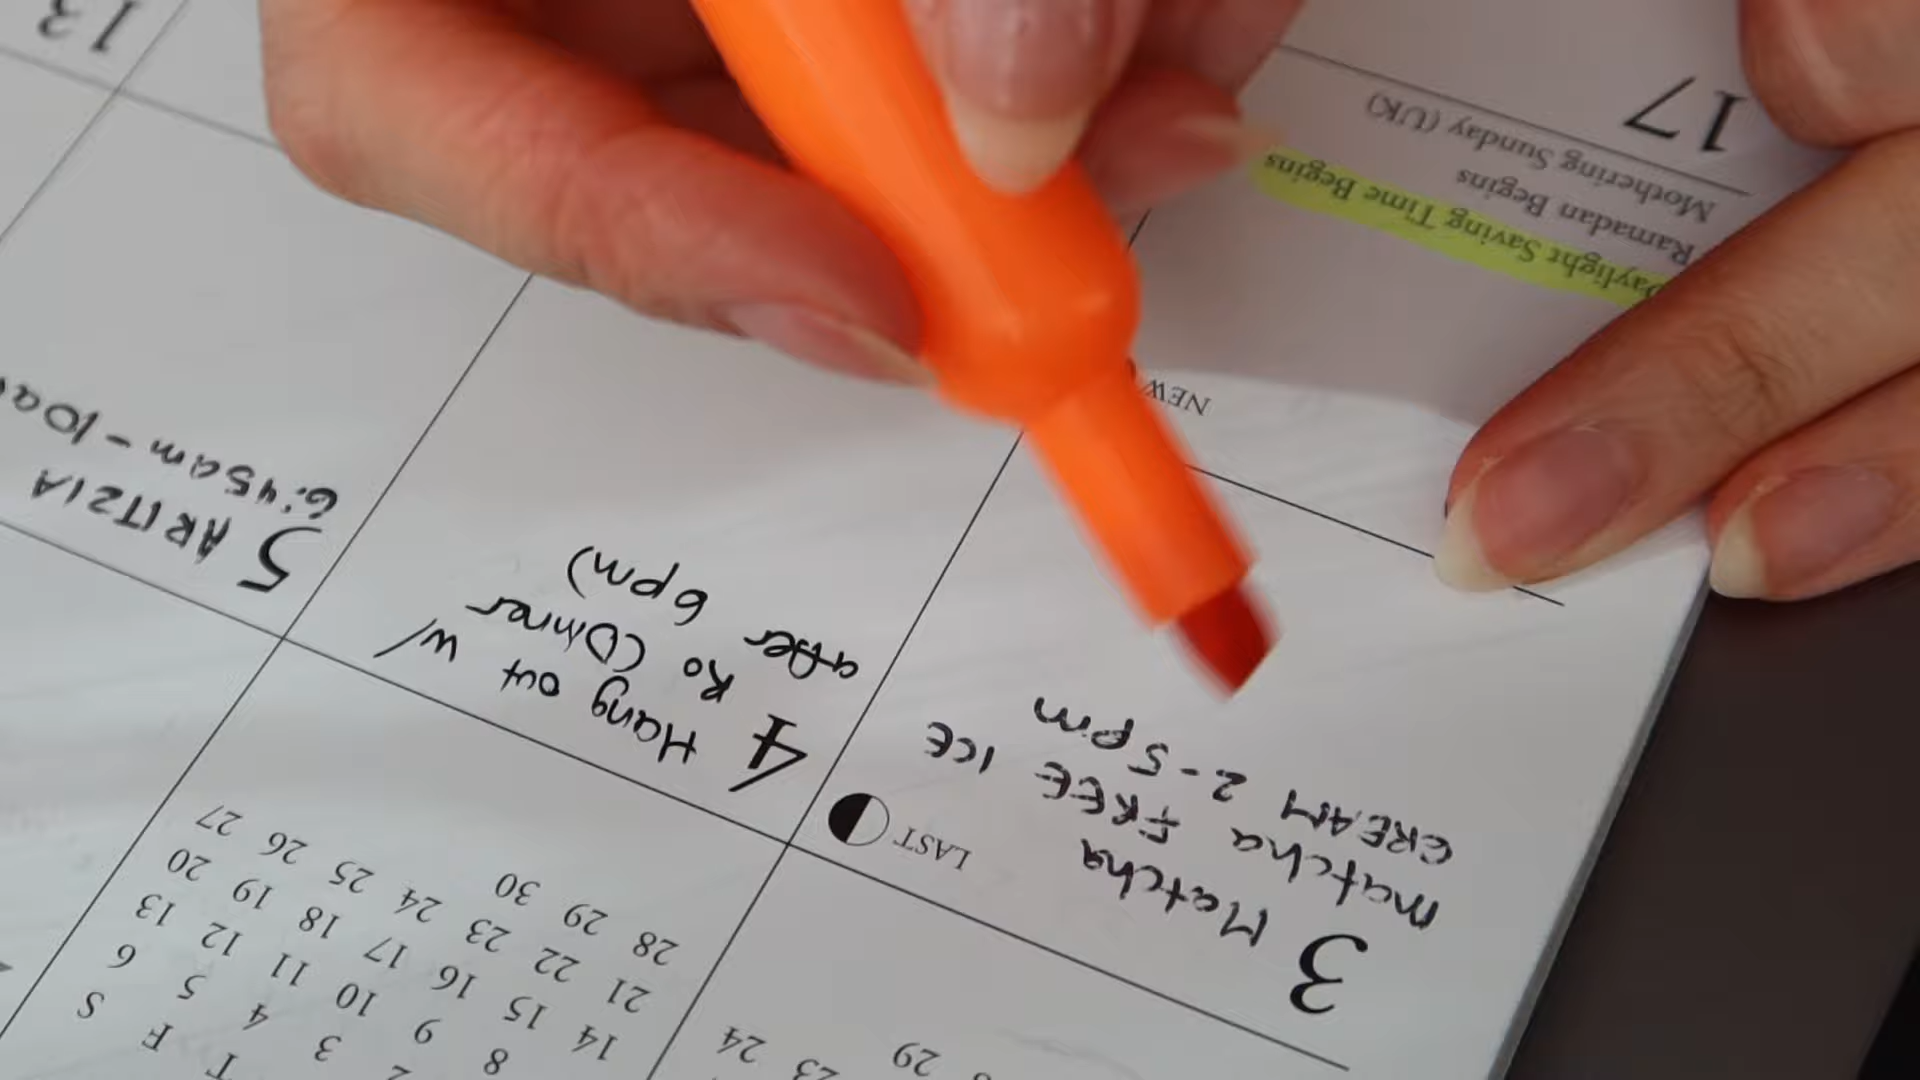 T F S
2 3 4 5 6
8 9 10 11 12 13
14 15 16 17 18 19 20
21 22 23 24 25 26 27
28 29 30
23 24
29
3 Matcha
matcha FREE ICE
CREAM 2-5pm
LAST
4 Hang out w/
Ko (Dinner
after 6pm)
5 ARITZIA
6:45am - 10a
NEW
Daylight Saving Time Begins
Ramadan Begins
Mothering Sunday (UK)
13
17